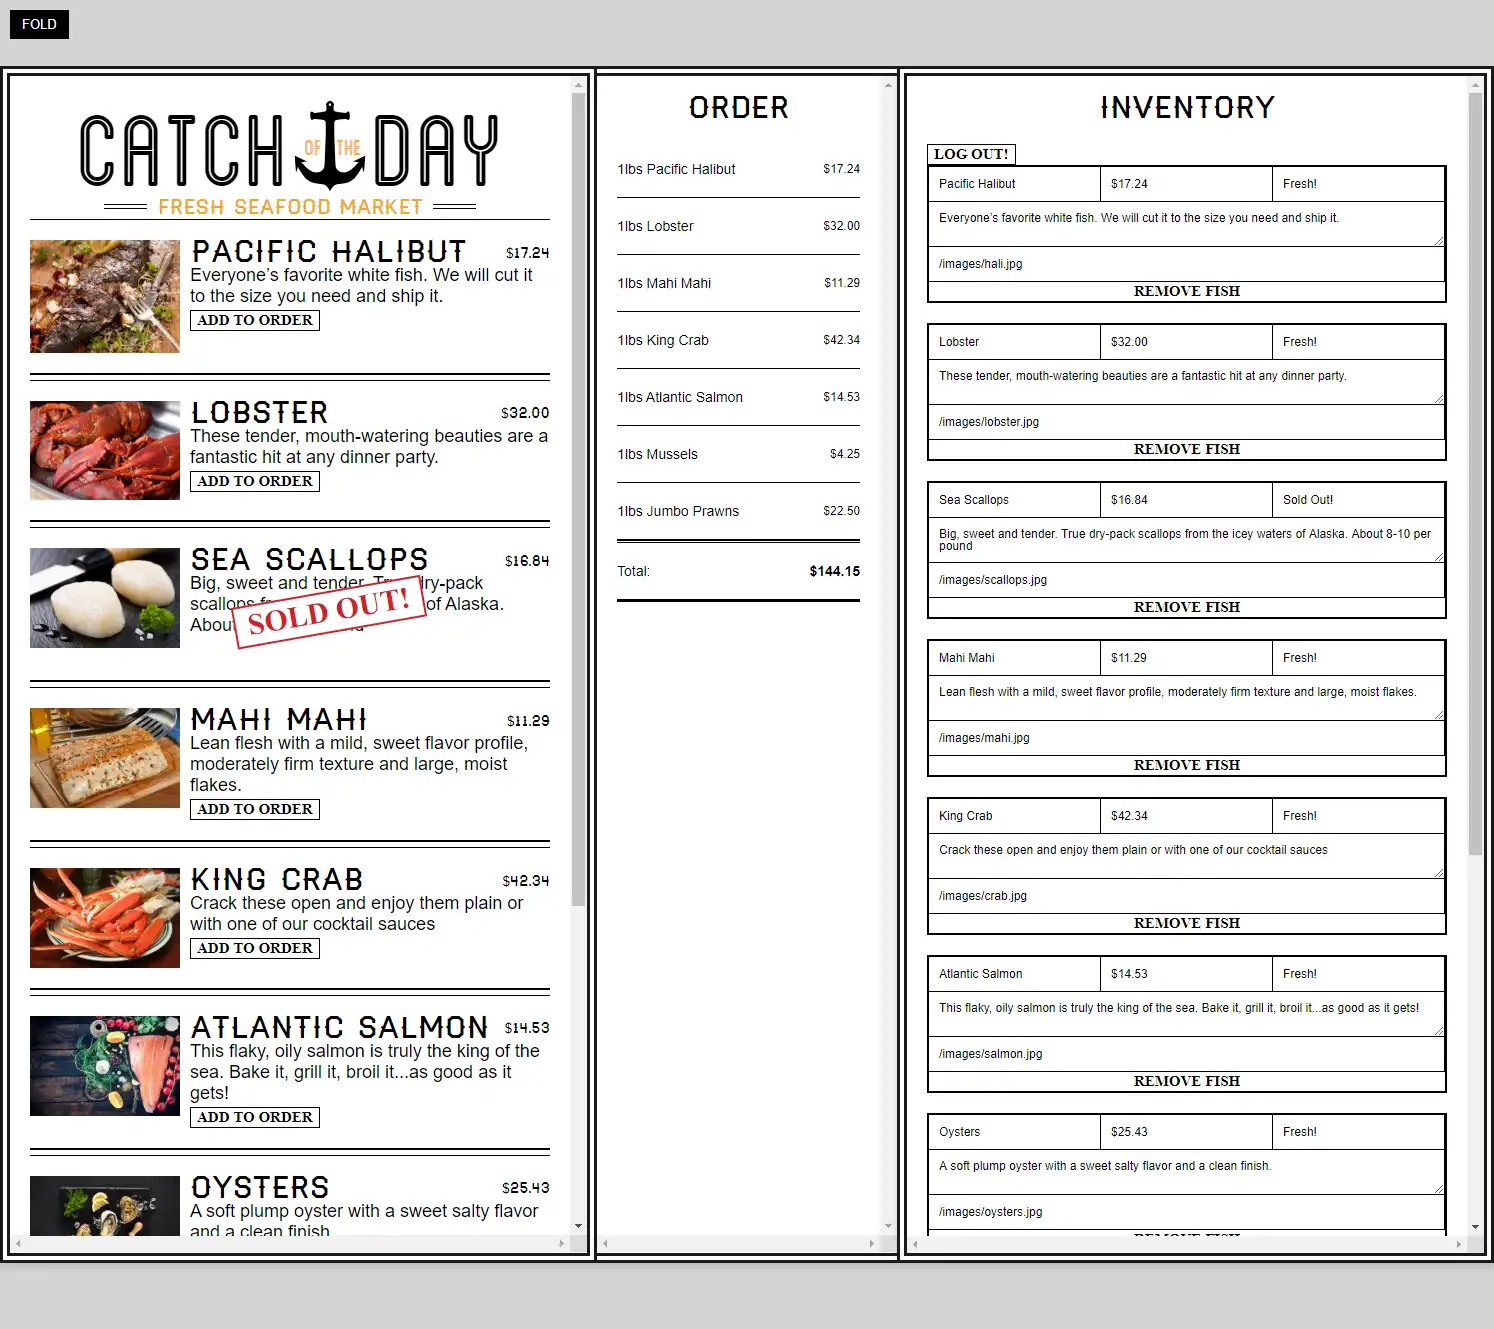 FOLD
CATCH OF THE DAY
FRESH SEAFOOD MARKET
PACIFIC HALIBUT $17.24
Everyone’s favorite white fish. We will cut it
to the size you need and ship it.
ADD TO ORDER
LOBSTER $32.00
These tender, mouth-watering beauties are a
fantastic hit at any dinner party.
ADD TO ORDER
SEA SCALLOPS $16.84
Big, sweet and tender. True dry-pack
scallops of Alaska.
About
SOLD OUT!
MAHI MAHI $11.29
Lean flesh with a mild, sweet flavor profile,
moderately firm texture and large, moist
flakes.
ADD TO ORDER
KING CRAB $42.34
Crack these open and enjoy them plain or
with one of our cocktail sauces
ADD TO ORDER
ATLANTIC SALMON $14.53
This flaky, oily salmon is truly the king of the
sea. Bake it, grill it, broil it...as good as it
gets!
ADD TO ORDER
OYSTERS $25.43
A soft plump oyster with a sweet salty flavor
and a clean finish.
ORDER
1lbs Pacific Halibut $17.24
1lbs Lobster $32.00
1lbs Mahi Mahi $11.29
1lbs King Crab $42.34
1lbs Atlantic Salmon $14.53
1lbs Mussels $4.25
1lbs Jumbo Prawns $22.50
Total: $144.15
INVENTORY
LOG OUT!
Pacific Halibut $17.24 Fresh!
Everyone’s favorite white fish. We will cut it to the size you need and ship it.
/images/hali.jpg
REMOVE FISH
Lobster $32.00 Fresh!
These tender, mouth-watering beauties are a fantastic hit at any dinner party.
/images/lobster.jpg
REMOVE FISH
Sea Scallops $16.84 Sold Out!
Big, sweet and tender. True dry-pack scallops from the icey waters of Alaska. About 8-10 per
pound
/images/scallops.jpg
REMOVE FISH
Mahi Mahi $11.29 Fresh!
Lean flesh with a mild, sweet flavor profile, moderately firm texture and large, moist flakes.
/images/mahi.jpg
REMOVE FISH
King Crab $42.34 Fresh!
Crack these open and enjoy them plain or with one of our cocktail sauces
/images/crab.jpg
REMOVE FISH
Atlantic Salmon $14.53 Fresh!
This flaky, oily salmon is truly the king of the sea. Bake it, grill it, broil it...as good as it gets!
/images/salmon.jpg
REMOVE FISH
Oysters $25.43 Fresh!
A soft plump oyster with a sweet salty flavor and a clean finish.
/images/oysters.jpg
REMOVE FISH